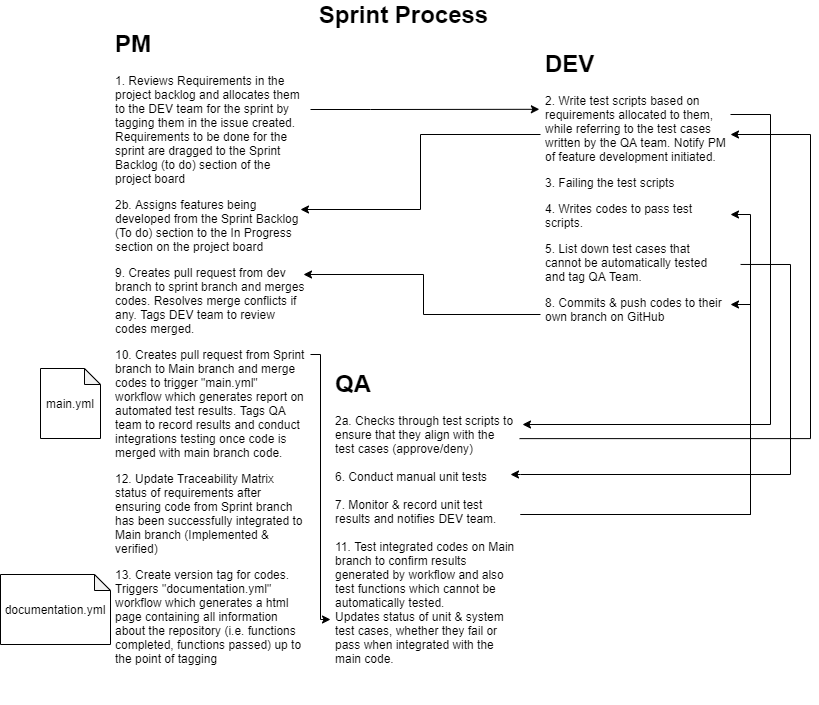 Sprint Process
PM
1. Reviews Requirements in the
project backlog and allocates them
to the DEV team for the sprint by
tagging them in the issue created.
Requirements to be done for the
sprint are dragged to the Sprint
Backlog (to do) section of the
project board
2b. Assigns features being
developed from the Sprint Backlog
(To do) section to the In Progress
section on the project board
9. Creates pull request from dev
branch to sprint branch and merges
codes. Resolves merge conflicts if
any. Tags DEV team to review
codes merged.
10. Creates pull request from Sprint
branch to Main branch and merge
codes to trigger "main.yml"
workflow which generates report on
automated test results. Tags QA
team to record results and conduct
integrations testing once code is
merged with main branch code.
12. Update Traceability Matrix
status of requirements after
ensuring code from Sprint branch
has been successfully integrated to
Main branch (Implemented &
verified)
13. Create version tag for codes.
Triggers "documentation.yml"
workflow which generates a html
page containing all information
about the repository (i.e. functions
completed, functions passed) up to
the point of tagging
main.yml
documentation.yml
DEV
2. Write test scripts based on
requirements allocated to them,
while referring to the test cases
written by the QA team. Notify PM
of feature development initiated.
3. Failing the test scripts
4. Writes codes to pass test
scripts.
5. List down test cases that
cannot be automatically tested
and tag QA Team.
8. Commits & push codes to their
own branch on GitHub
QA
2a. Checks through test scripts to
ensure that they align with the
test cases (approve/deny)
6. Conduct manual unit tests
7. Monitor & record unit test
results and notifies DEV team.
11. Test integrated codes on Main
branch to confirm results
generated by workflow and also
test functions which cannot be
automatically tested.
Updates status of unit & system
test cases, whether they fail or
pass when integrated with the
main code.